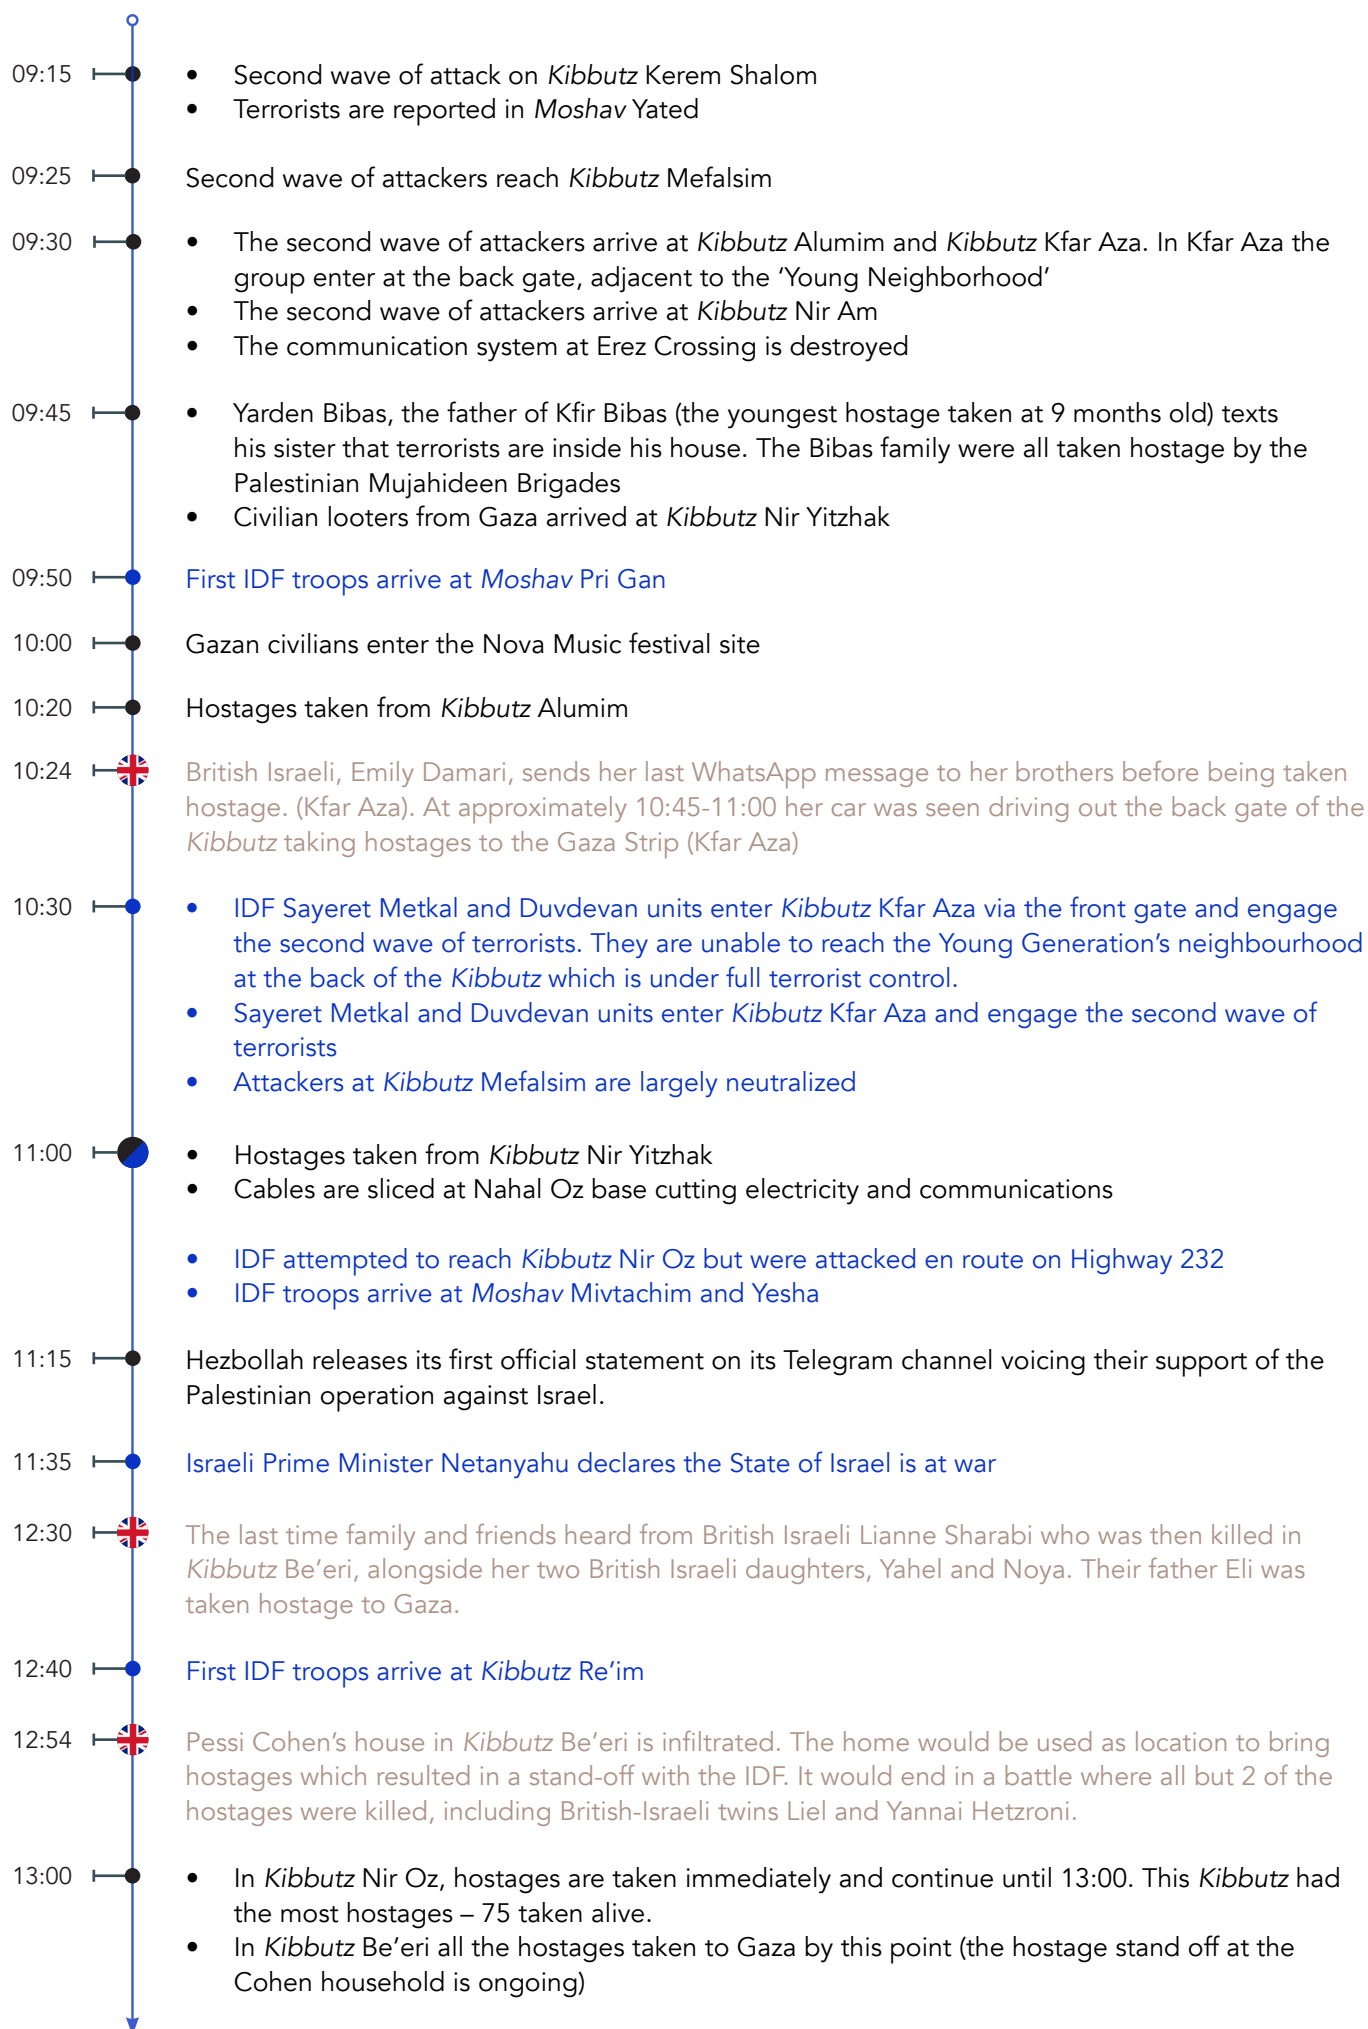 09:15
• Second wave of attack on Kibbutz Kerem Shalom
• Terrorists are reported in Moshav Yated
09:25
Second wave of attackers reach Kibbutz Mefalsim
09:30
• The second wave of attackers arrive at Kibbutz Alumim and Kibbutz Kfar Aza. In Kfar Aza the
group enter at the back gate, adjacent to the ‘Young Neighborhood’
• The second wave of attackers arrive at Kibbutz Nir Am
• The communication system at Erez Crossing is destroyed
09:45
• Yarden Bibas, the father of Kfir Bibas (the youngest hostage taken at 9 months old) texts
his sister that terrorists are inside his house. The Bibas family were all taken hostage by the
Palestinian Mujahideen Brigades
• Civilian looters from Gaza arrived at Kibbutz Nir Yitzhak
09:50
First IDF troops arrive at Moshav Pri Gan
10:00
Gazan civilians enter the Nova Music festival site
10:20
Hostages taken from Kibbutz Alumim
10:24
British Israeli, Emily Damari, sends her last WhatsApp message to her brothers before being taken
hostage. (Kfar Aza). At approximately 10:45-11:00 her car was seen driving out the back gate of the
Kibbutz taking hostages to the Gaza Strip (Kfar Aza)
10:30
• IDF Sayeret Metkal and Duvdevan units enter Kibbutz Kfar Aza via the front gate and engage
the second wave of terrorists. They are unable to reach the Young Generation’s neighbourhood
at the back of the Kibbutz which is under full terrorist control.
• Sayeret Metkal and Duvdevan units enter Kibbutz Kfar Aza and engage the second wave of
terrorists
• Attackers at Kibbutz Mefalsim are largely neutralized
11:00
• Hostages taken from Kibbutz Nir Yitzhak
• Cables are sliced at Nahal Oz base cutting electricity and communications
• IDF attempted to reach Kibbutz Nir Oz but were attacked en route on Highway 232
• IDF troops arrive at Moshav Mivtachim and Yesha
11:15
Hezbollah releases its first official statement on its Telegram channel voicing their support of the
Palestinian operation against Israel.
11:35
Israeli Prime Minister Netanyahu declares the State of Israel is at war
12:30
The last time family and friends heard from British Israeli Lianne Sharabi who was then killed in
Kibbutz Be’eri, alongside her two British Israeli daughters, Yahel and Noya. Their father Eli was
taken hostage to Gaza.
12:40
First IDF troops arrive at Kibbutz Re’im
12:54
Pessi Cohen’s house in Kibbutz Be’eri is infiltrated. The home would be used as location to bring
hostages which resulted in a stand-off with the IDF. It would end in a battle where all but 2 of the
hostages were killed, including British-Israeli twins Liel and Yannai Hetzroni.
13:00
• In Kibbutz Nir Oz, hostages are taken immediately and continue until 13:00. This Kibbutz had
the most hostages – 75 taken alive.
• In Kibbutz Be’eri all the hostages taken to Gaza by this point (the hostage stand off at the
Cohen household is ongoing)